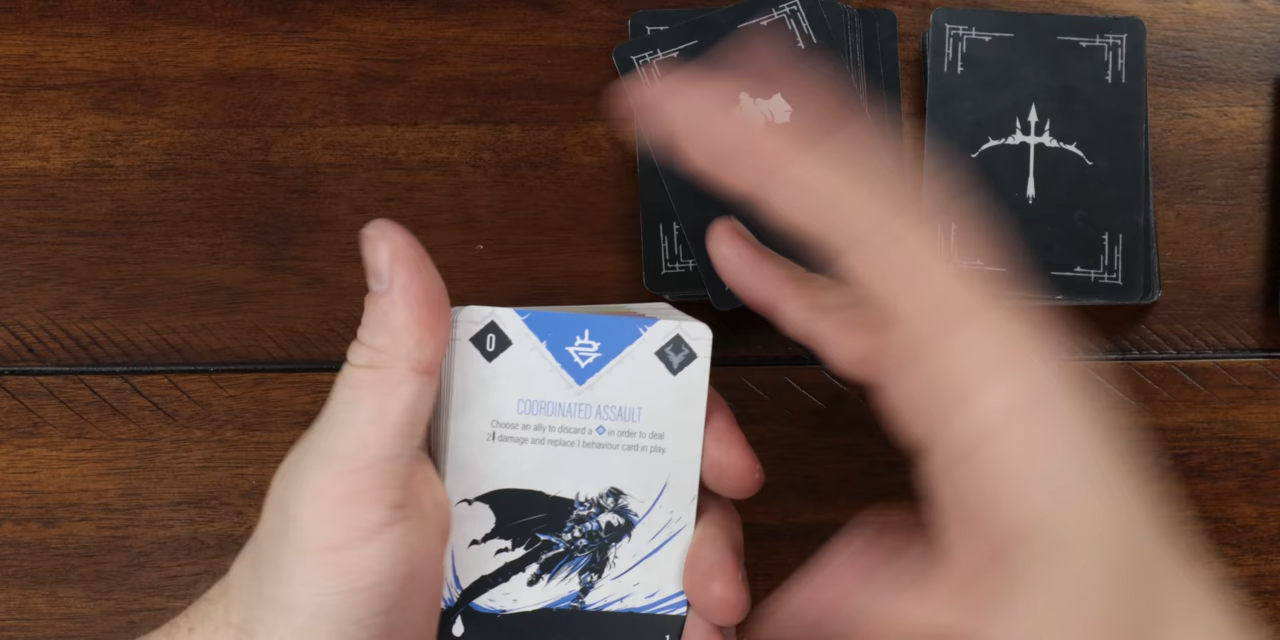 0
COORDINATED ASSAULT
Choose an ally to discard a in order to deal
2 damage and replace 1 behaviour card in play.
1